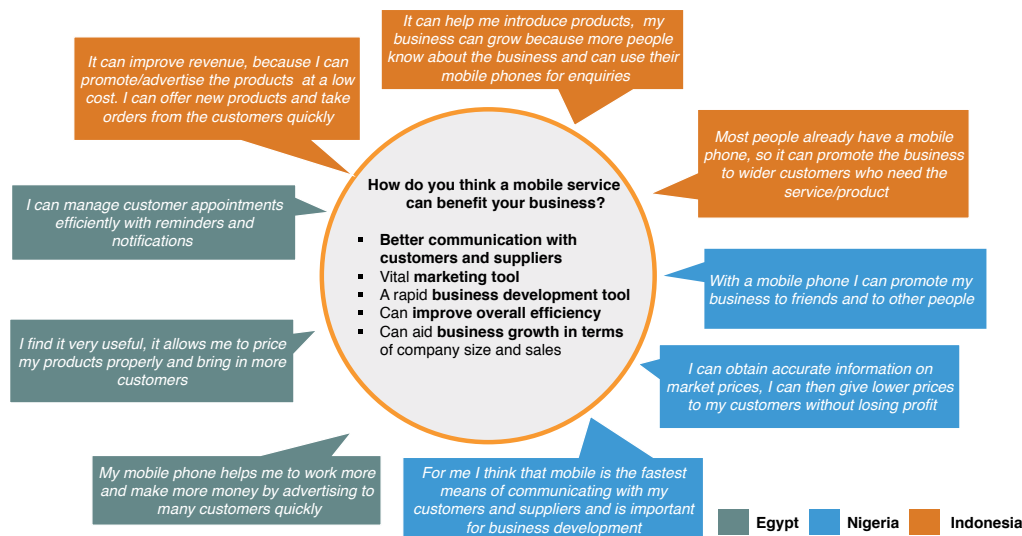 It can help me introduce products, my
business can grow because more people
know about the business and can use their
mobile phones for enquiries
It can improve revenue, because I can
promote/advertise the products at a low
cost. I can offer new products and take
orders from the customers quickly
Most people already have a mobile
phone, so it can promote the business
to wider customers who need the
service/product
How do you think a mobile service
can benefit your business?
▪ Better communication with
customers and suppliers
▪ Vital marketing tool
▪ A rapid business development tool
▪ Can improve overall efficiency
▪ Can aid business growth in terms
of company size and sales
I can manage customer appointments
efficiently with reminders and
notifications
With a mobile phone I can promote my
business to friends and to other people
I find it very useful, it allows me to price
my products properly and bring in more
customers
I can obtain accurate information on
market prices, I can then give lower prices
to my customers without losing profit
My mobile phone helps me to work more
and make more money by advertising to
many customers quickly
For me I think that mobile is the fastest
means of communicating with my
customers and suppliers and is important
for business development
Egypt
Nigeria
Indonesia